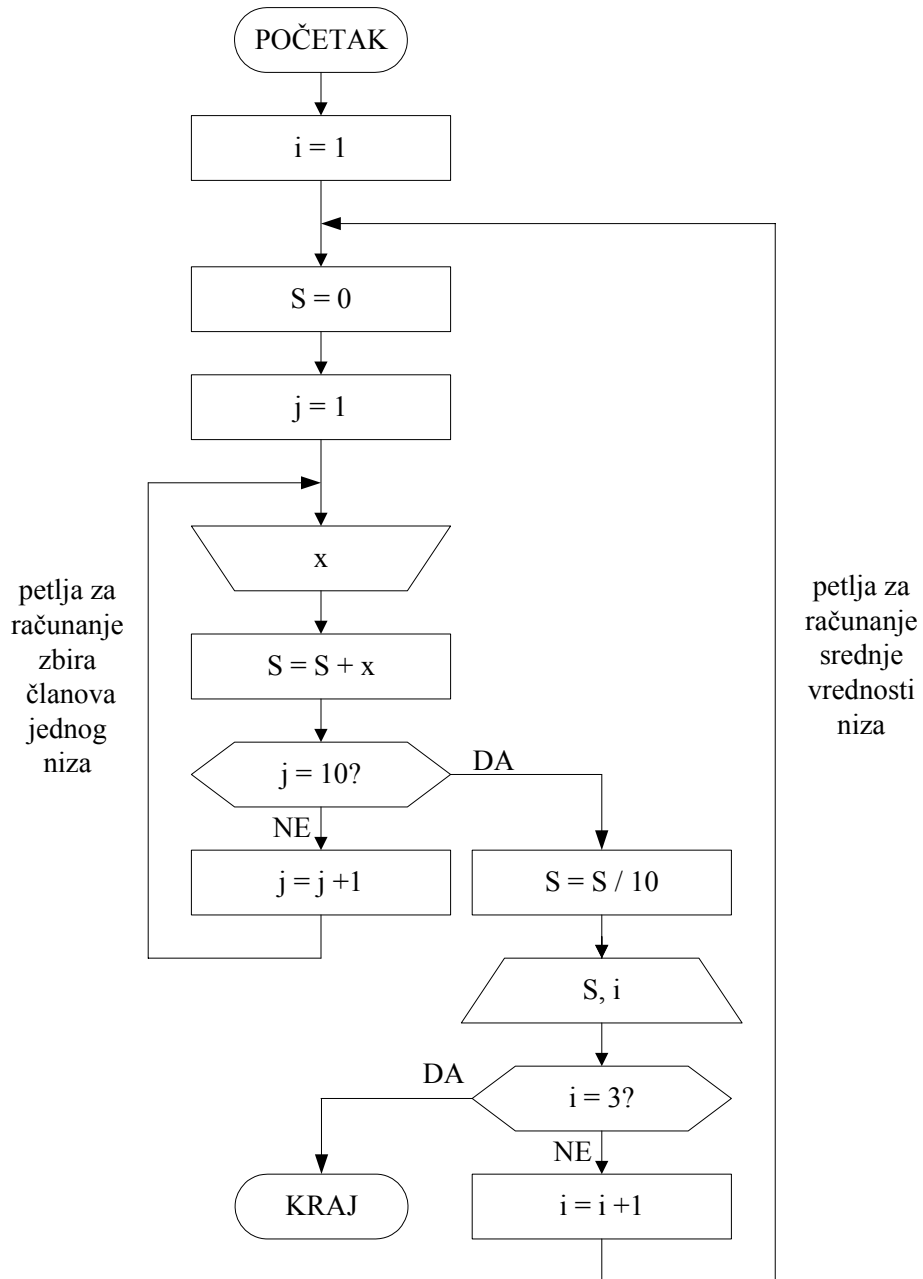 POČETAK
i = 1
S = 0
j = 1
x
S = S + x
j = 10?
DA
NE
j = j +1
S = S / 10
S, i
i = 3?
DA
NE
KRAJ
i = i +1
petlja za
računanje
zbira
članova
jednog
niza
petlja za
računanje
srednje
vrednosti
niza